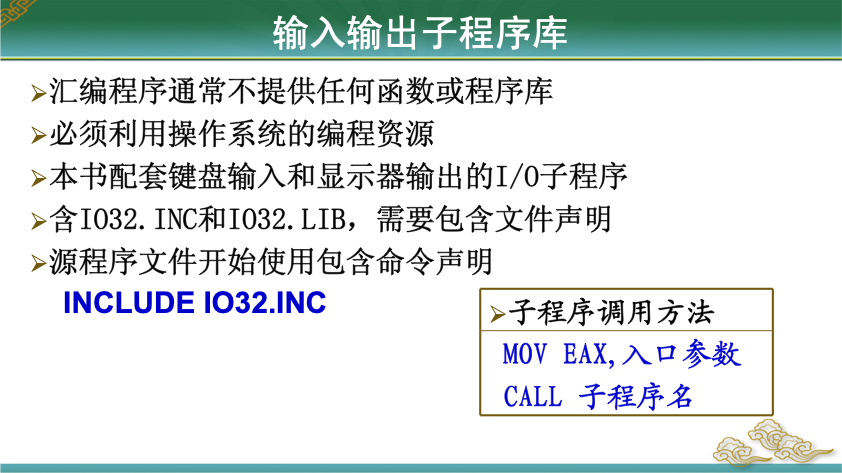 输入输出子程序库
➢汇编程序通常不提供任何函数或程序库
➢必须利用操作系统的编程资源
➢本书配套键盘输入和显示器输出的I/O子程序
➢含IO32.INC和IO32.LIB，需要包含文件声明
➢源程序文件开始使用包含命令声明
INCLUDE IO32.INC
➢子程序调用方法
MOV EAX,入口参数
CALL 子程序名